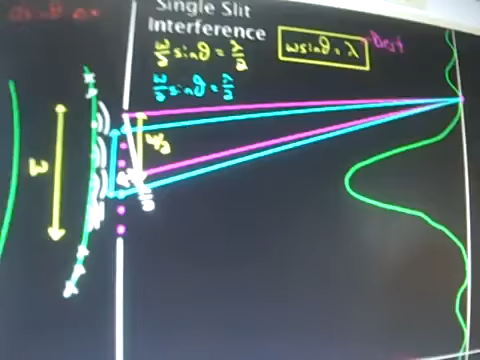 Single Slit
Interference
w/2 sinθ = λ/2
w sinθ = λ
Dest
w/2 sinθ = λ/2
w/2
w